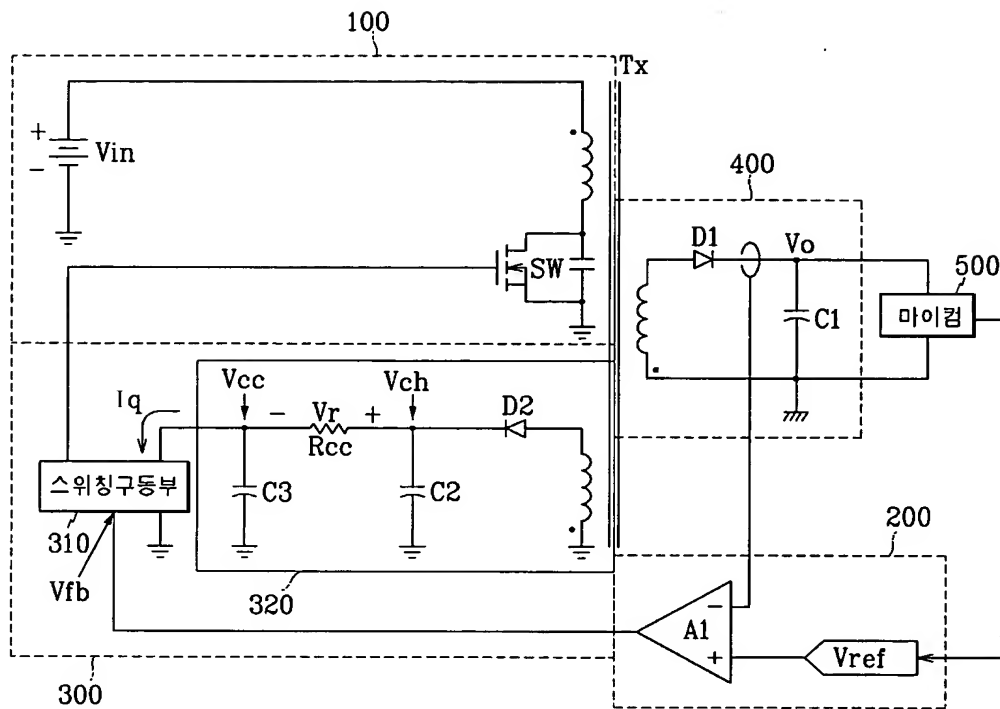 100
Tx
+
Vin
−
SW
400
D1
Vo
500
C1
마이컴
Vcc
Vch
Iq
−
Vr
+
Rcc
D2
스위칭구동부
C3
C2
310
Vfb
320
200
−
A1
+
Vref
300